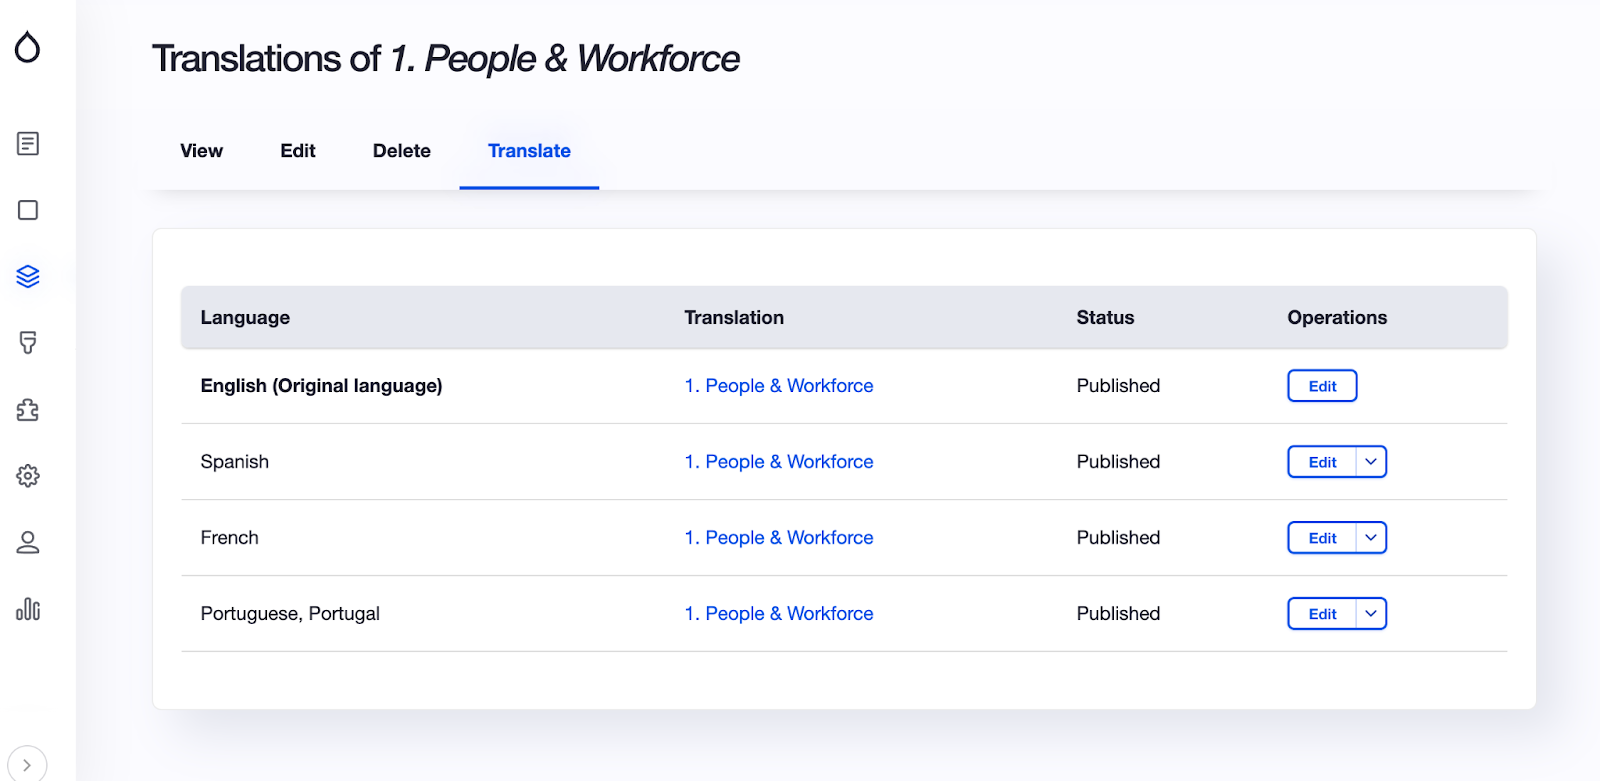 Translations of 1. People & Workforce
View Edit Delete Translate
Language Translation Status Operations
English (Original language) 1. People & Workforce Published Edit
Spanish 1. People & Workforce Published Edit
French 1. People & Workforce Published Edit
Portuguese, Portugal 1. People & Workforce Published Edit